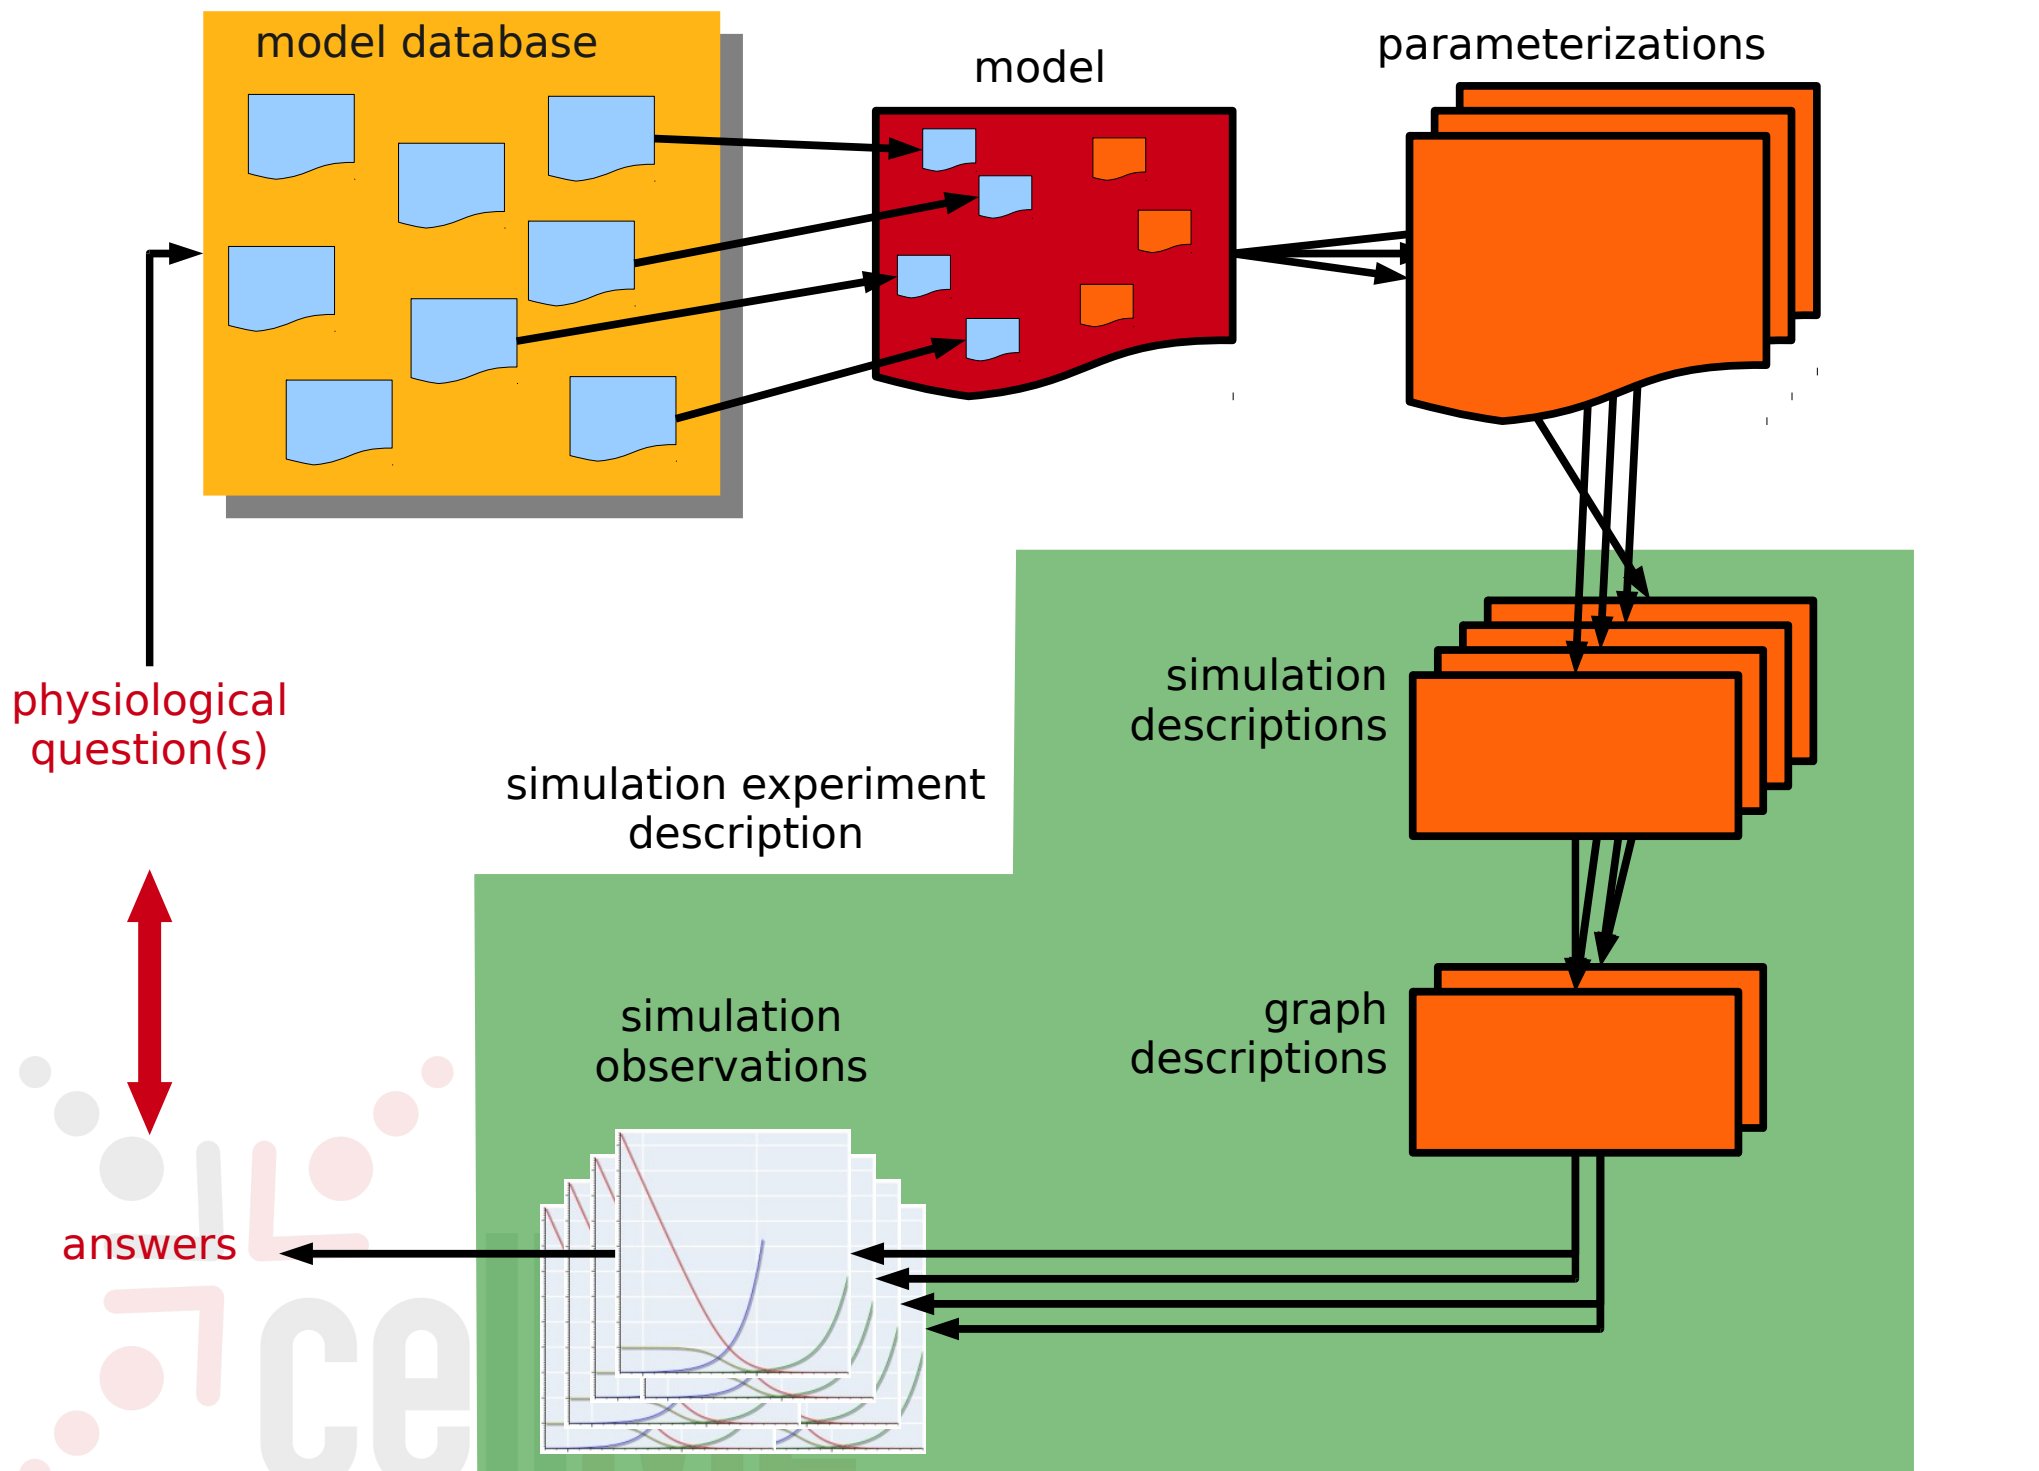 model database
model
parameterizations
physiological
question(s)
simulation
descriptions
simulation experiment
description
simulation
observations
graph
descriptions
answers